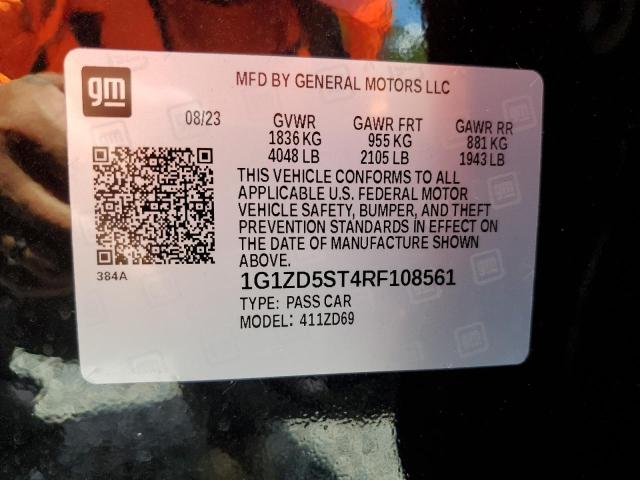 gm
MFD BY GENERAL MOTORS LLC
08/23
GVWR GAWR FRT GAWR RR
1836 KG 955 KG 881 KG
4048 LB 2105 LB 1943 LB
THIS VEHICLE CONFORMS TO ALL
APPLICABLE U.S. FEDERAL MOTOR
VEHICLE SAFETY, BUMPER, AND THEFT
PREVENTION STANDARDS IN EFFECT ON
THE DATE OF MANUFACTURE SHOWN
ABOVE.
384A
1G1ZD5ST4RF108561
TYPE: PASS CAR
MODEL: 411ZD69